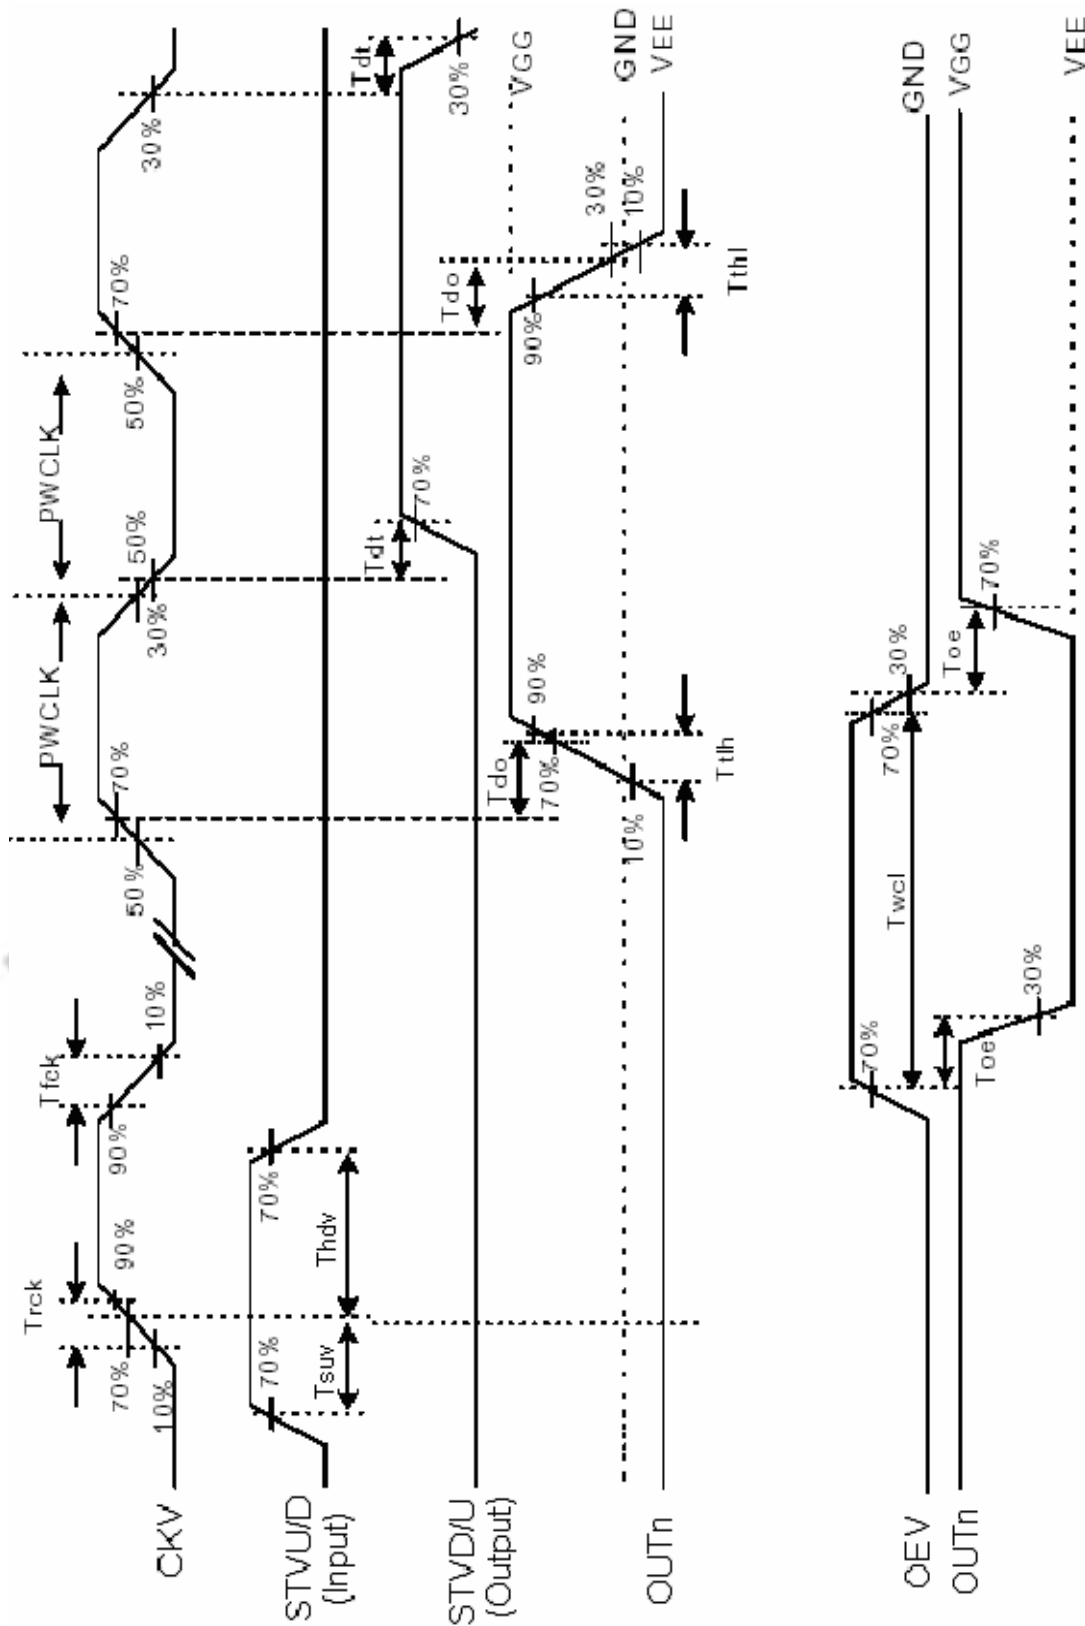 CKV
Trck
70%
10%
90%
Tfck
90%
10%
50%
70%
PWCLK
30%
50%
PWCLK
50%
70%
30%
STVU/D
(Input)
70%
Tsuv
Thdv
70%
STVD/U
(Output)
Tdt
70%
Tdt
30%
OUTn
10%
Tdo
70%
90%
Ttlh
Tdo
90%
Tthl
30%
10%
VGG
GND
VEE
OEV
70%
Twcl
70%
30%
GND
OUTn
Toe
30%
Toe
70%
VGG
VEE